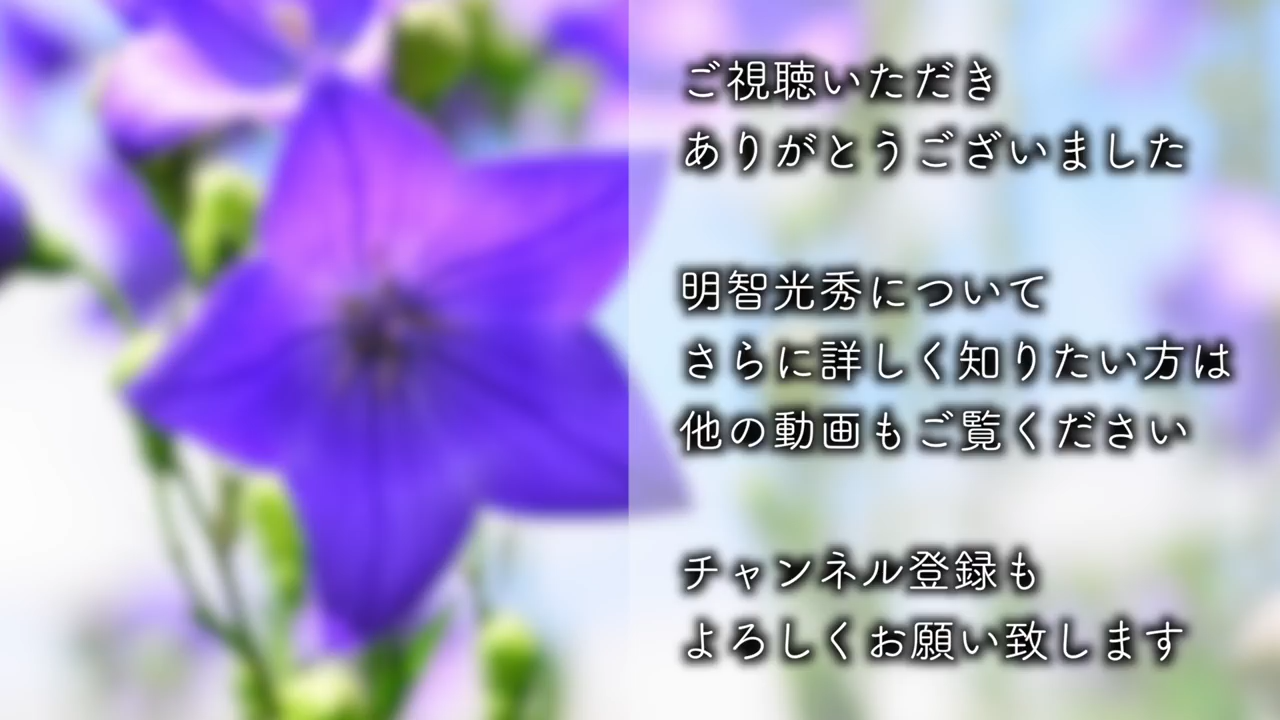 ご視聴いただき
ありがとうございました
明智光秀について
さらに詳しく知りたい方は
他の動画もご覧ください
チャンネル登録も
よろしくお願い致します